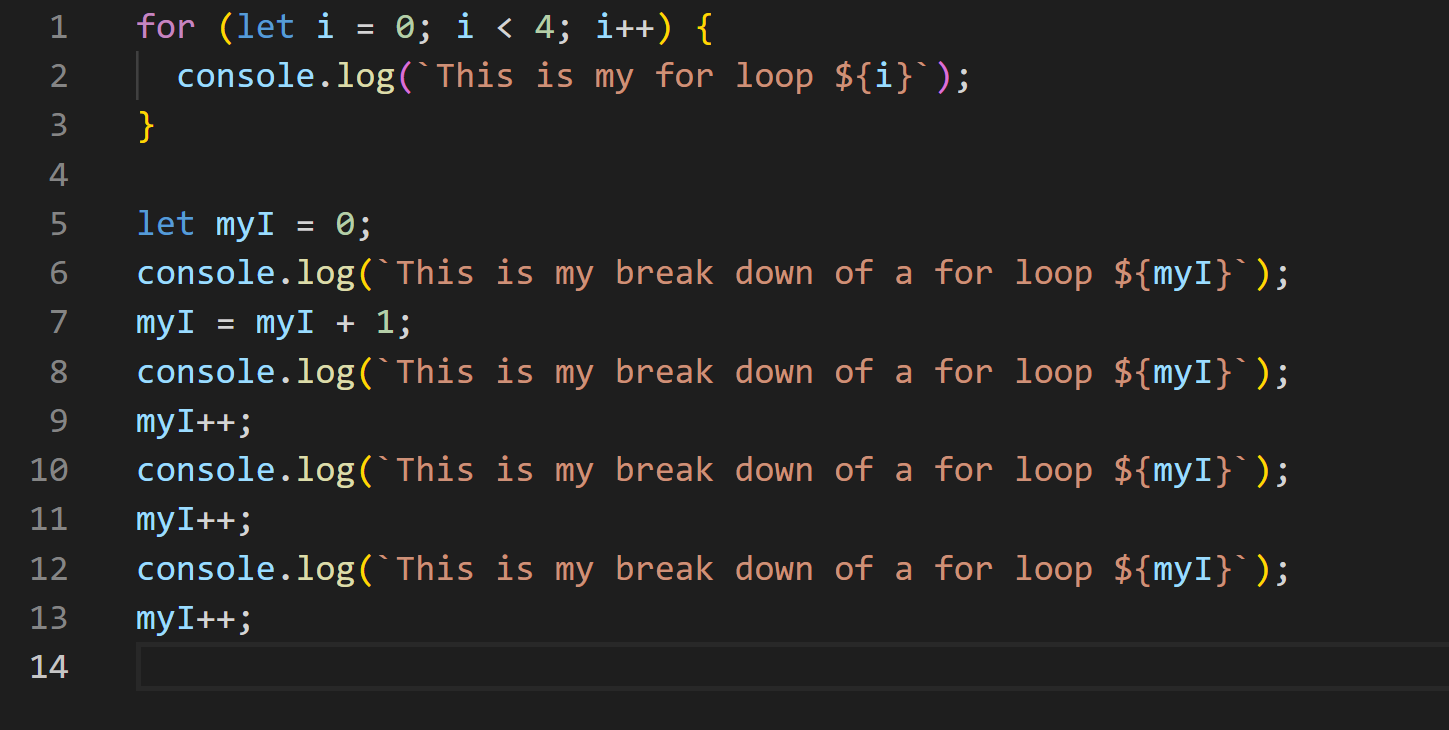 1 for (let i = 0; i < 4; i++) {
2   console.log(`This is my for loop ${i}`);
3 }
4
5 let myI = 0;
6 console.log(`This is my break down of a for loop ${myI}`);
7 myI = myI + 1;
8 console.log(`This is my break down of a for loop ${myI}`);
9 myI++;
10 console.log(`This is my break down of a for loop ${myI}`);
11 myI++;
12 console.log(`This is my break down of a for loop ${myI}`);
13 myI++;
14